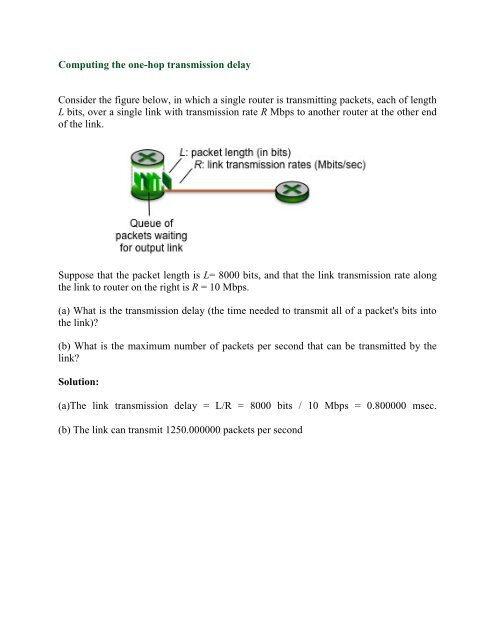 Computing the one-hop transmission delay
Consider the figure below, in which a single router is transmitting packets, each of length
L bits, over a single link with transmission rate R Mbps to another router at the other end
of the link.
L: packet length (in bits)
R: link transmission rates (Mbits/sec)
Queue of
packets waiting
for output link
Suppose that the packet length is L= 8000 bits, and that the link transmission rate along
the link to router on the right is R = 10 Mbps.
(a) What is the transmission delay (the time needed to transmit all of a packet's bits into
the link)?
(b) What is the maximum number of packets per second that can be transmitted by the
link?
Solution:
(a)The link transmission delay = L/R = 8000 bits / 10 Mbps = 0.800000 msec.
(b) The link can transmit 1250.000000 packets per second